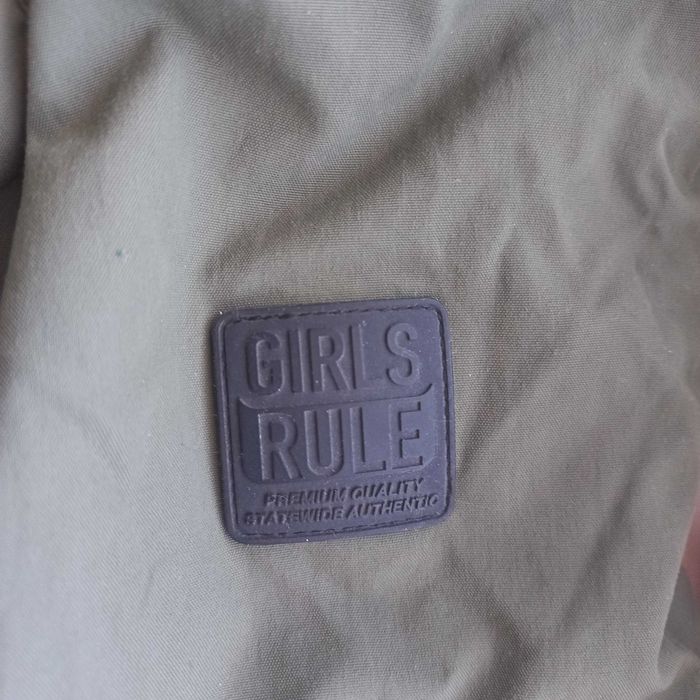 GIRLS
RULE
PREMIUM QUALITY
STATEWIDE AUTHENTIC